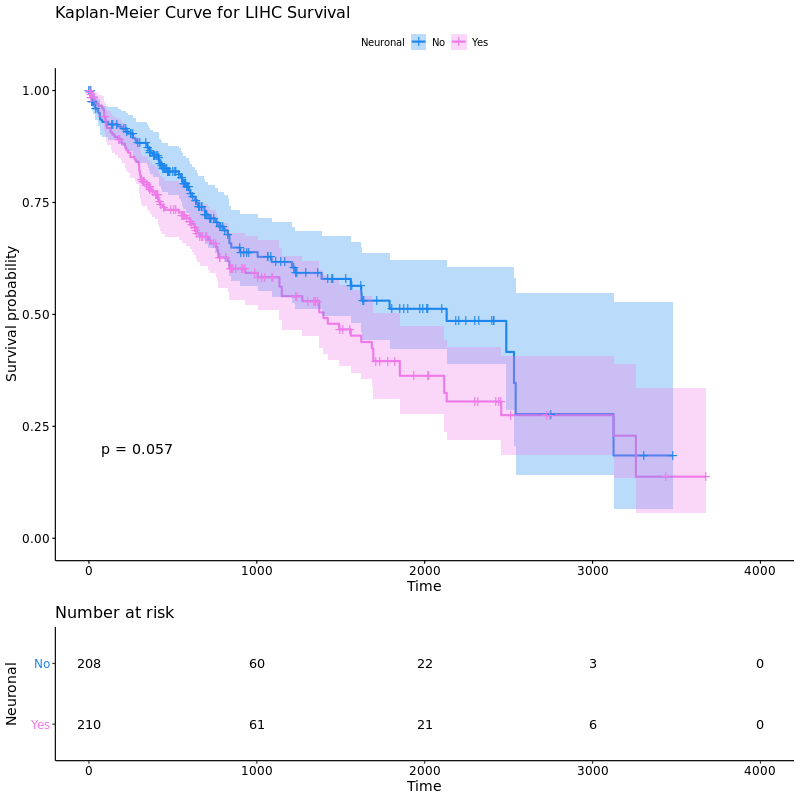 Kaplan-Meier Curve for LIHC Survival
Neuronal No Yes
1.00
0.75
0.50
0.25
0.00
Survival probability
p = 0.057
0 1000 2000 3000 4000
Time
Number at risk
Neuronal
No 208 60 22 3 0
Yes 210 61 21 6 0
0 1000 2000 3000 4000
Time